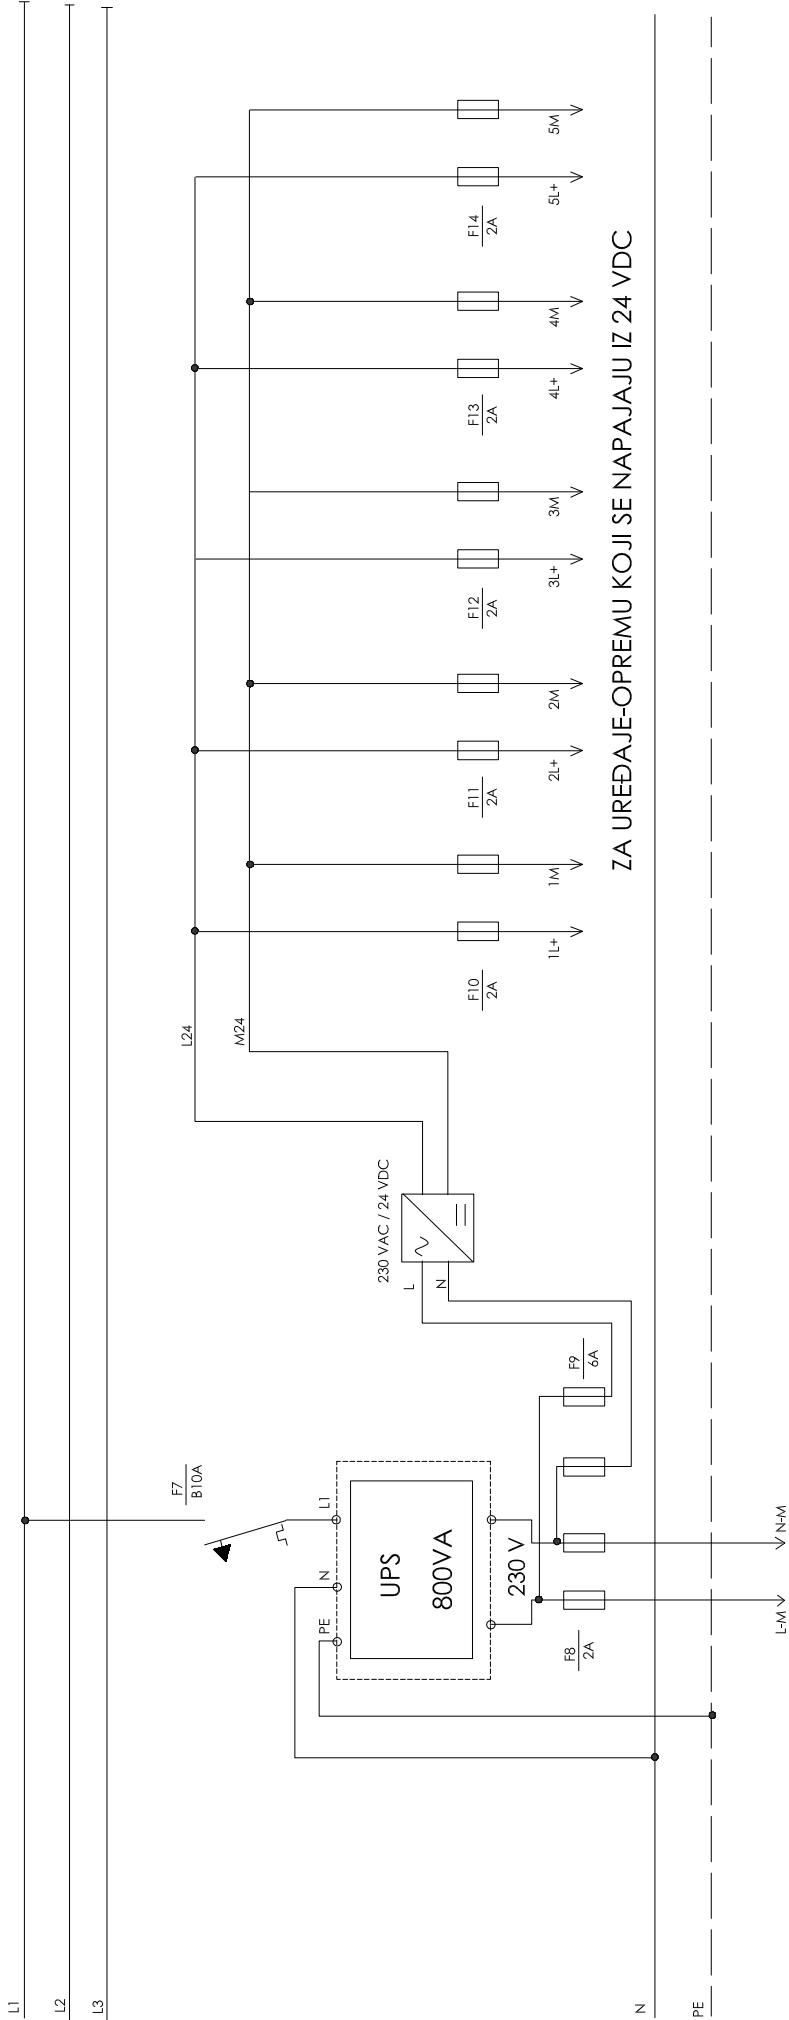 L1
L2
L3
N
PE
F7
B10A
PE
N
L1
UPS
800VA
230 V
F8
2A
L-M
N-M
F9
6A
L
N
230 VAC / 24 VDC
L24
M24
F10
2A
1L+
1M
F11
2A
2L+
2M
F12
2A
3L+
3M
F13
2A
4L+
4M
F14
2A
5L+
5M
ZA UREĐAJE-OPREMU KOJI SE NAPAJAJU IZ 24 VDC